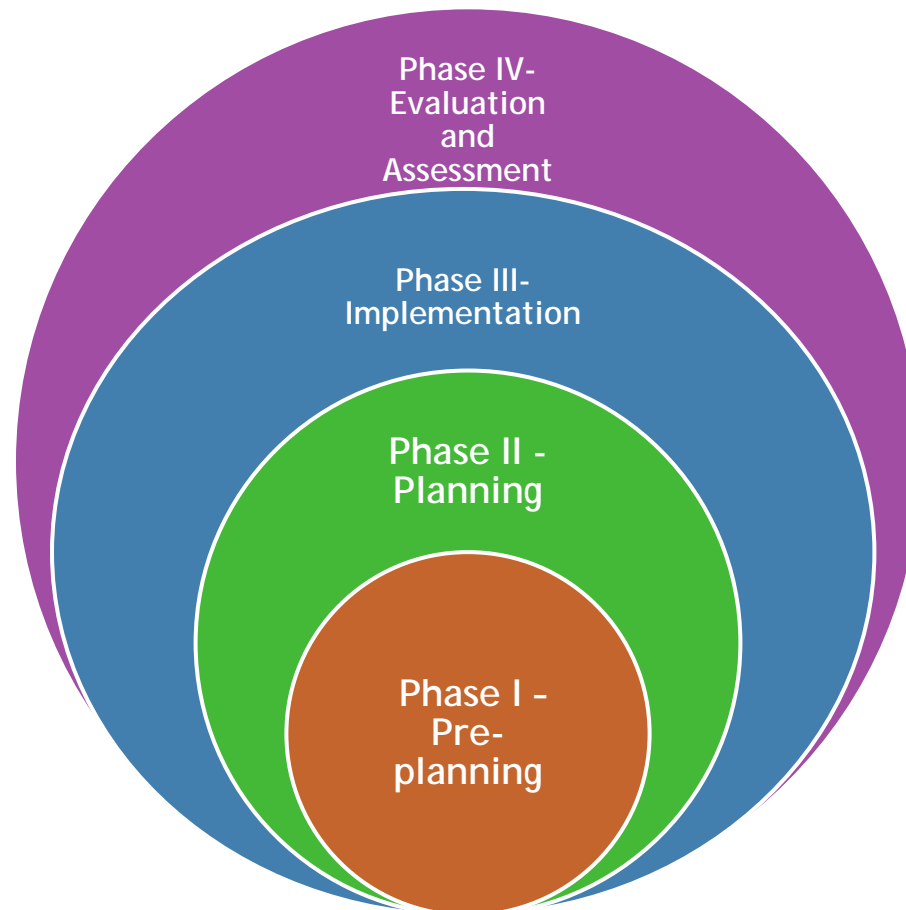 Phase IV-
Evaluation
and
Assessment
Phase III-
Implementation
Phase II -
Planning
Phase I –
Pre-
planning